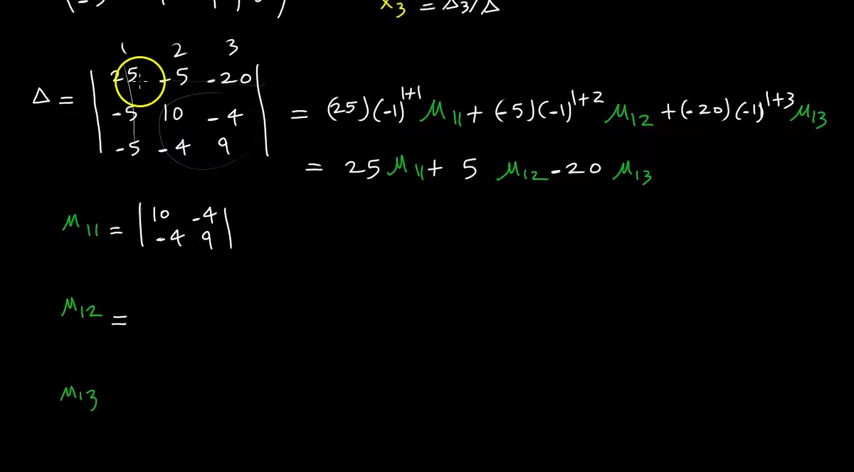 x3 = Δ3/Δ
1 2 3
Δ = | 25 -5 -20 | = (25)(-1)^1+1 M11 + (-5)(-1)^1+2 M12 + (-20)(-1)^1+3 M13
-5 10 -4
-5 -4 9
= 25 M11 + 5 M12 - 20 M13
M11 = | 10 -4 |
-4 9
M12 =
M13